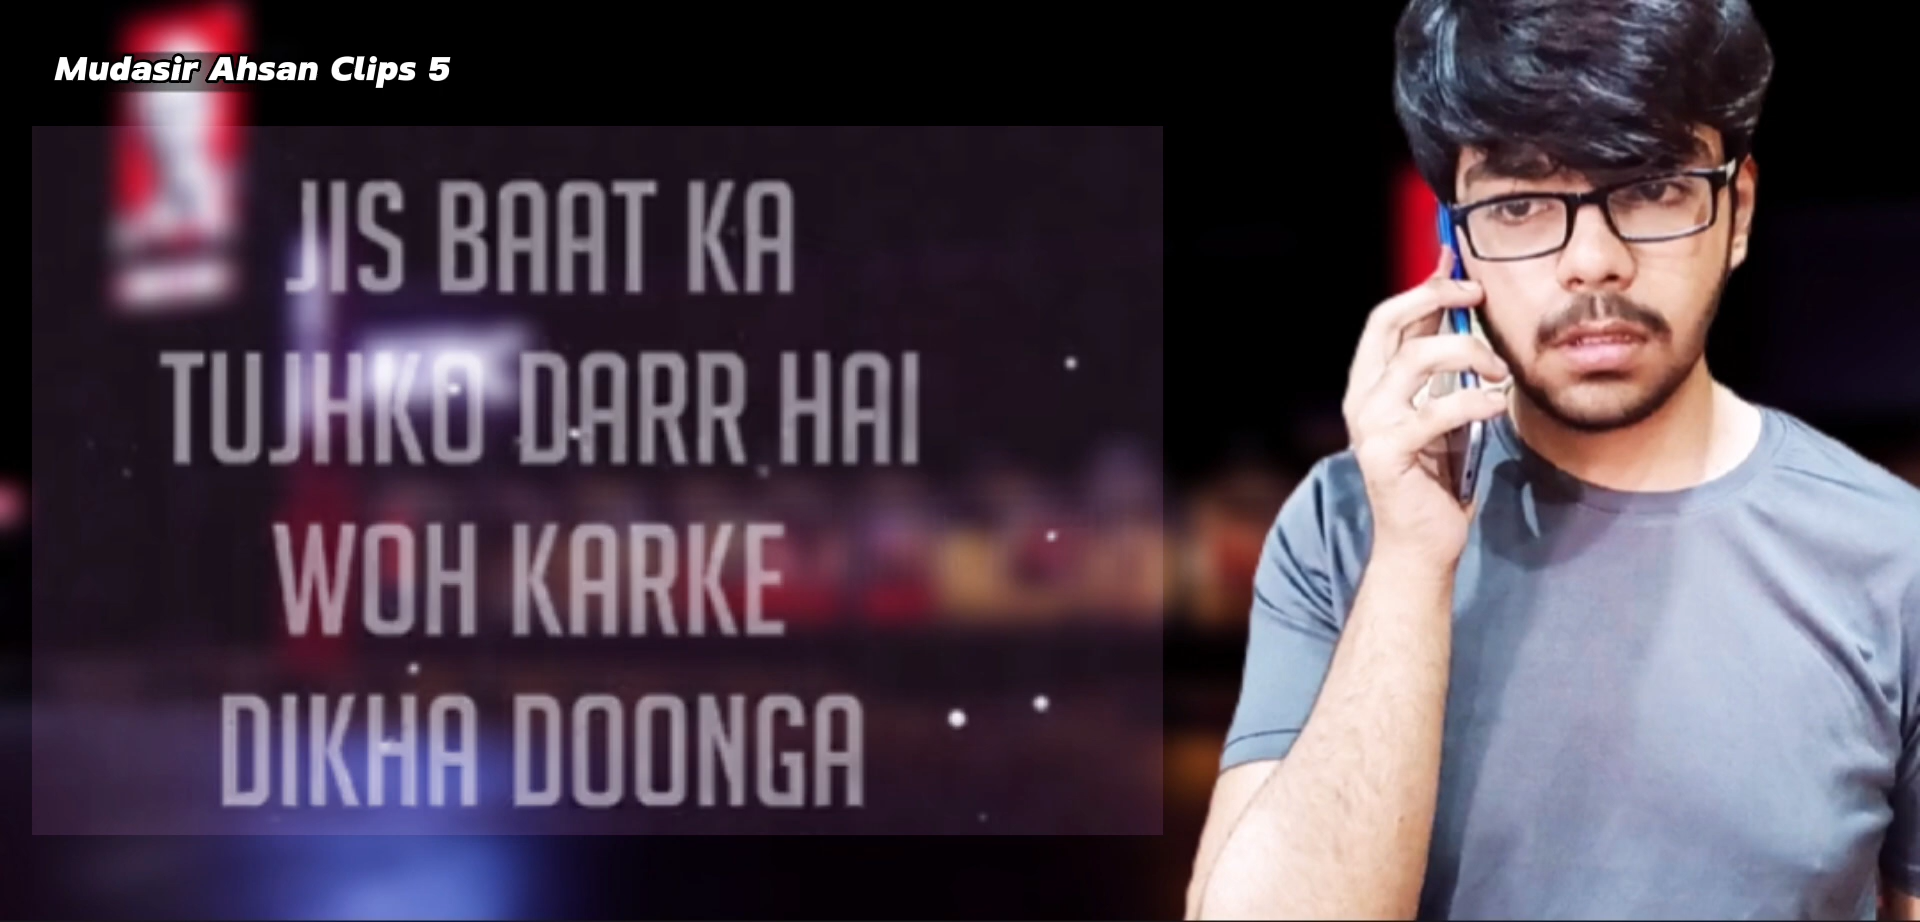 Mudasir Ahsan Clips 5
JIS BAAT KA
TUJHKO DARR HAI
WOH KARKE
DIKHA DOONGA